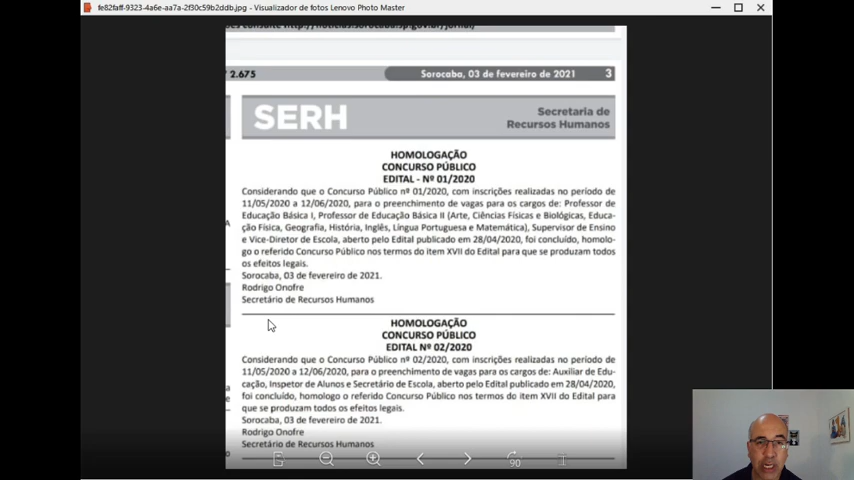 fe82faff-9323-4a6e-aa7a-2f30c59b2ddb.jpg - Visualizador de fotos Lenovo Photo Master
º 2.675
Sorocaba, 03 de fevereiro de 2021 3
SERH
Secretaria de
Recursos Humanos
HOMOLOGAÇÃO
CONCURSO PÚBLICO
EDITAL - Nº 01/2020
Considerando que o Concurso Público nº 01/2020, com inscrições realizadas no período de
11/05/2020 a 12/06/2020, para o preenchimento de vagas para os cargos de: Professor de
Educação Básica I, Professor de Educação Básica II (Arte, Ciências Físicas e Biológicas, Educa-
ção Física, Geografia, História, Inglês, Língua Portuguesa e Matemática), Supervisor de Ensino
e Vice-Diretor de Escola, aberto pelo Edital publicado em 28/04/2020, foi concluído, homolo-
go o referido Concurso Público nos termos do item XVII do Edital para que se produzam todos
os efeitos legais.
Sorocaba, 03 de fevereiro de 2021.
Rodrigo Onofre
Secretário de Recursos Humanos
HOMOLOGAÇÃO
CONCURSO PÚBLICO
EDITAL Nº 02/2020
Considerando que o Concurso Público nº 02/2020, com inscrições realizadas no período de
11/05/2020 a 12/06/2020, para o preenchimento de vagas para os cargos de: Auxiliar de Edu-
cação, Inspetor de Alunos e Secretário de Escola, aberto pelo Edital publicado em 28/04/2020,
foi concluído, homologo o referido Concurso Público nos termos do item XVII do Edital para
que se produzam todos os efeitos legais.
Sorocaba, 03 de fevereiro de 2021.
Rodrigo Onofre
Secretário de Recursos Humanos
90